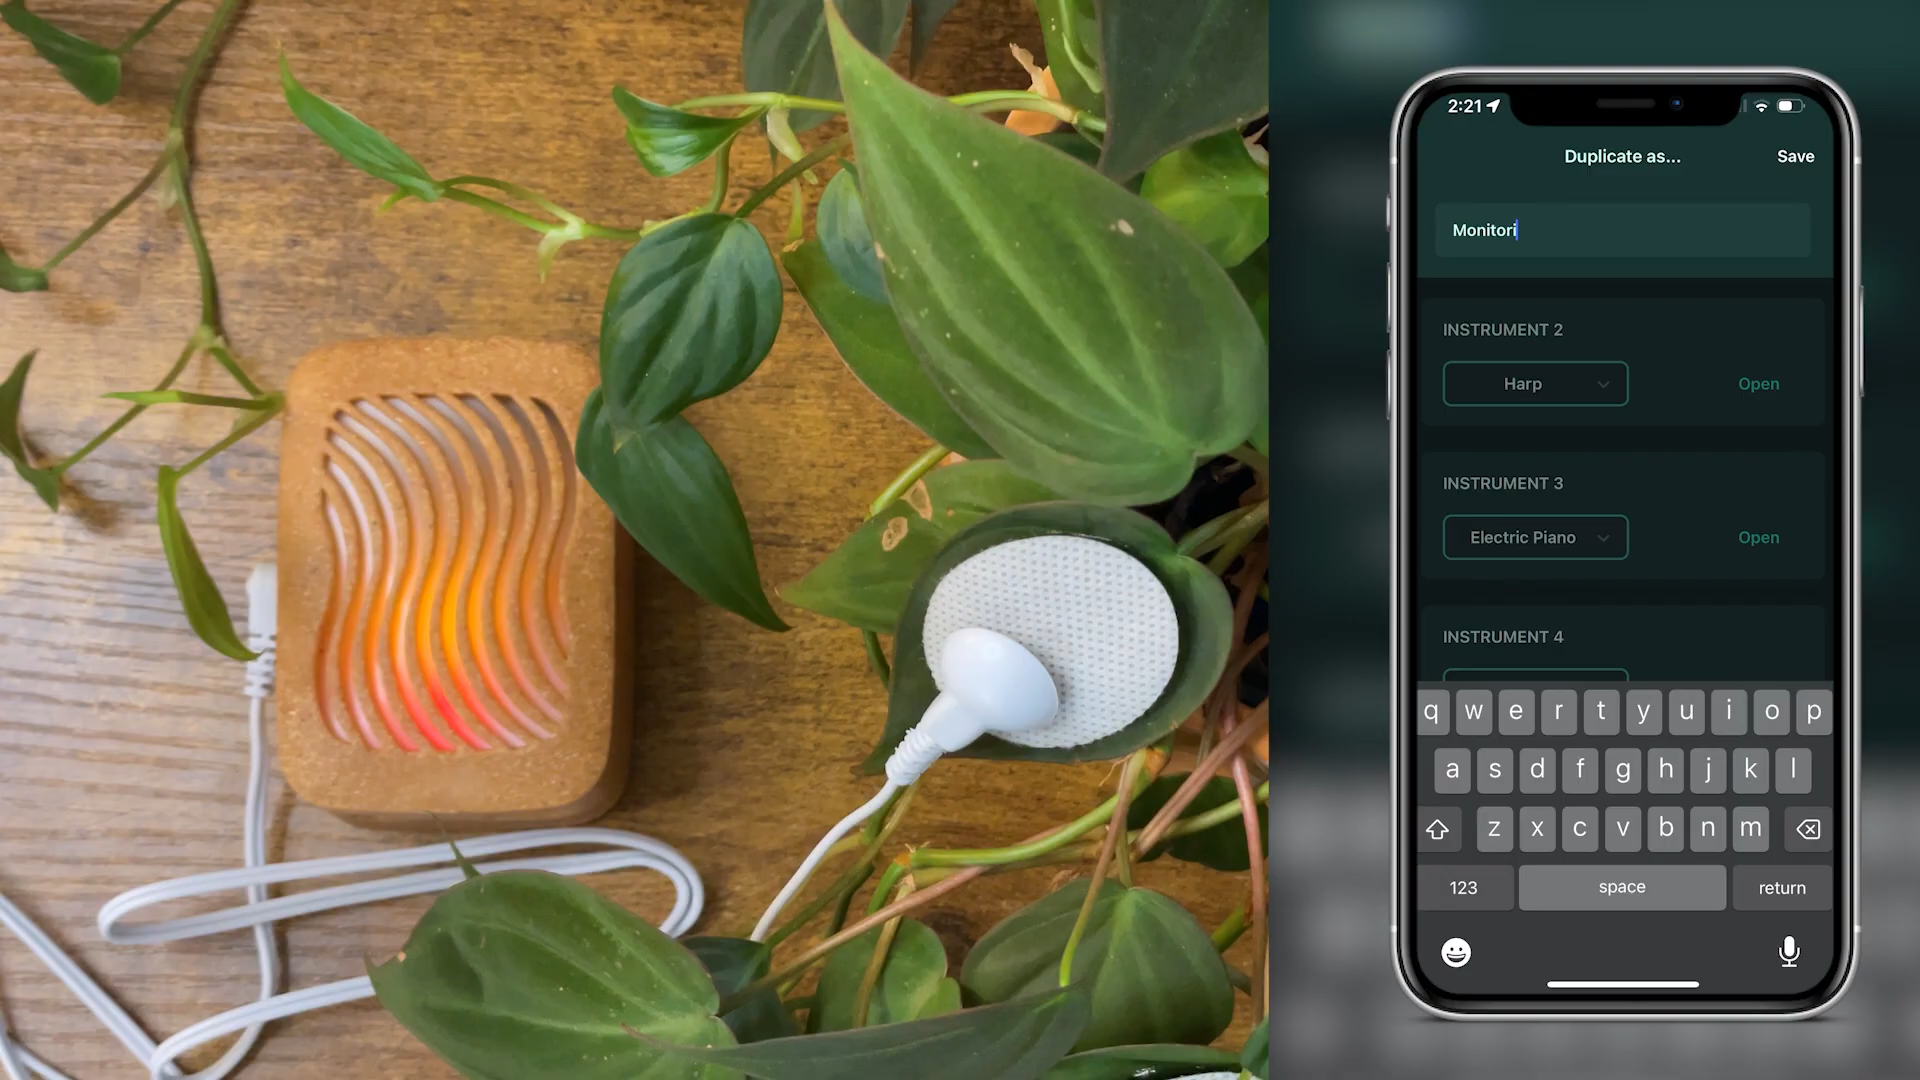 2:21
Duplicate as...
Save
Monitori
INSTRUMENT 2
Harp
Open
INSTRUMENT 3
Electric Piano
Open
INSTRUMENT 4
q w e r t y u i o p
a s d f g h j k l
z x c v b n m
123 space return